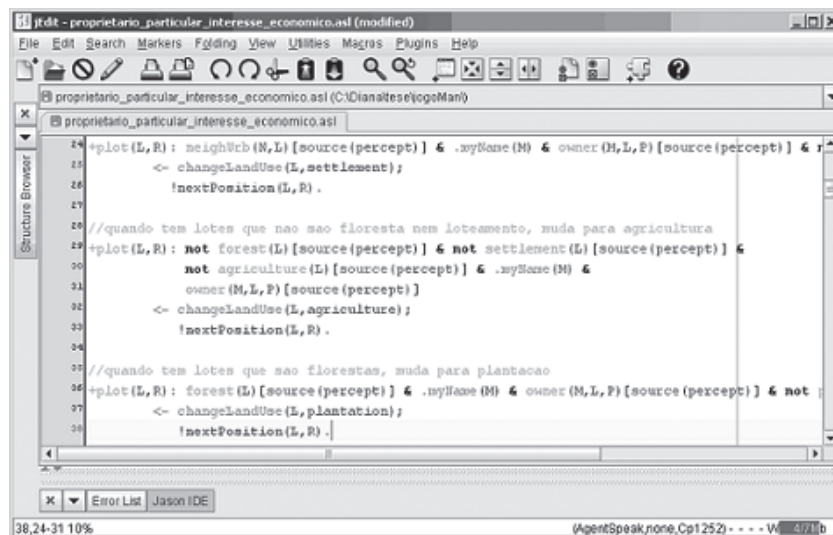 jEdit - proprietario_particular_interesse_economico.asl (modified)
File Edit Search Markers Folding View Utilities Macros Plugins Help
proprietario_particular_interesse_economico.asl (C:\Diana\tese\jogoMan\)
proprietario_particular_interesse_economico.asl
Structure Browser
24 +plot(L,R): neighUrb(N,L)[source(percept)] & .myName(M) & owner(M,L,P)[source(percept)] &
25 <- changeLandUse(L,settlement);
26 !nextPosition(L,R).
27
28 //quando tem lotes que nao sao floresta nem loteamento, muda para agricultura
29 +plot(L,R): not forest(L)[source(percept)] & not settlement(L)[source(percept)] &
30 not agriculture(L)[source(percept)] & .myName(M) &
31 owner(M,L,P)[source(percept)]
32 <- changeLandUse(L,agriculture);
33 !nextPosition(L,R).
34
35 //quando tem lotes que sao florestas, muda para plantacao
36 +plot(L,R): forest(L)[source(percept)] & .myName(M) & owner(M,L,P)[source(percept)] & not
37 <- changeLandUse(L,plantation);
38 !nextPosition(L,R).
Error List Jason IDE
38,24-31 10% (AgentSpeak,none,Cp1252) - - - - W